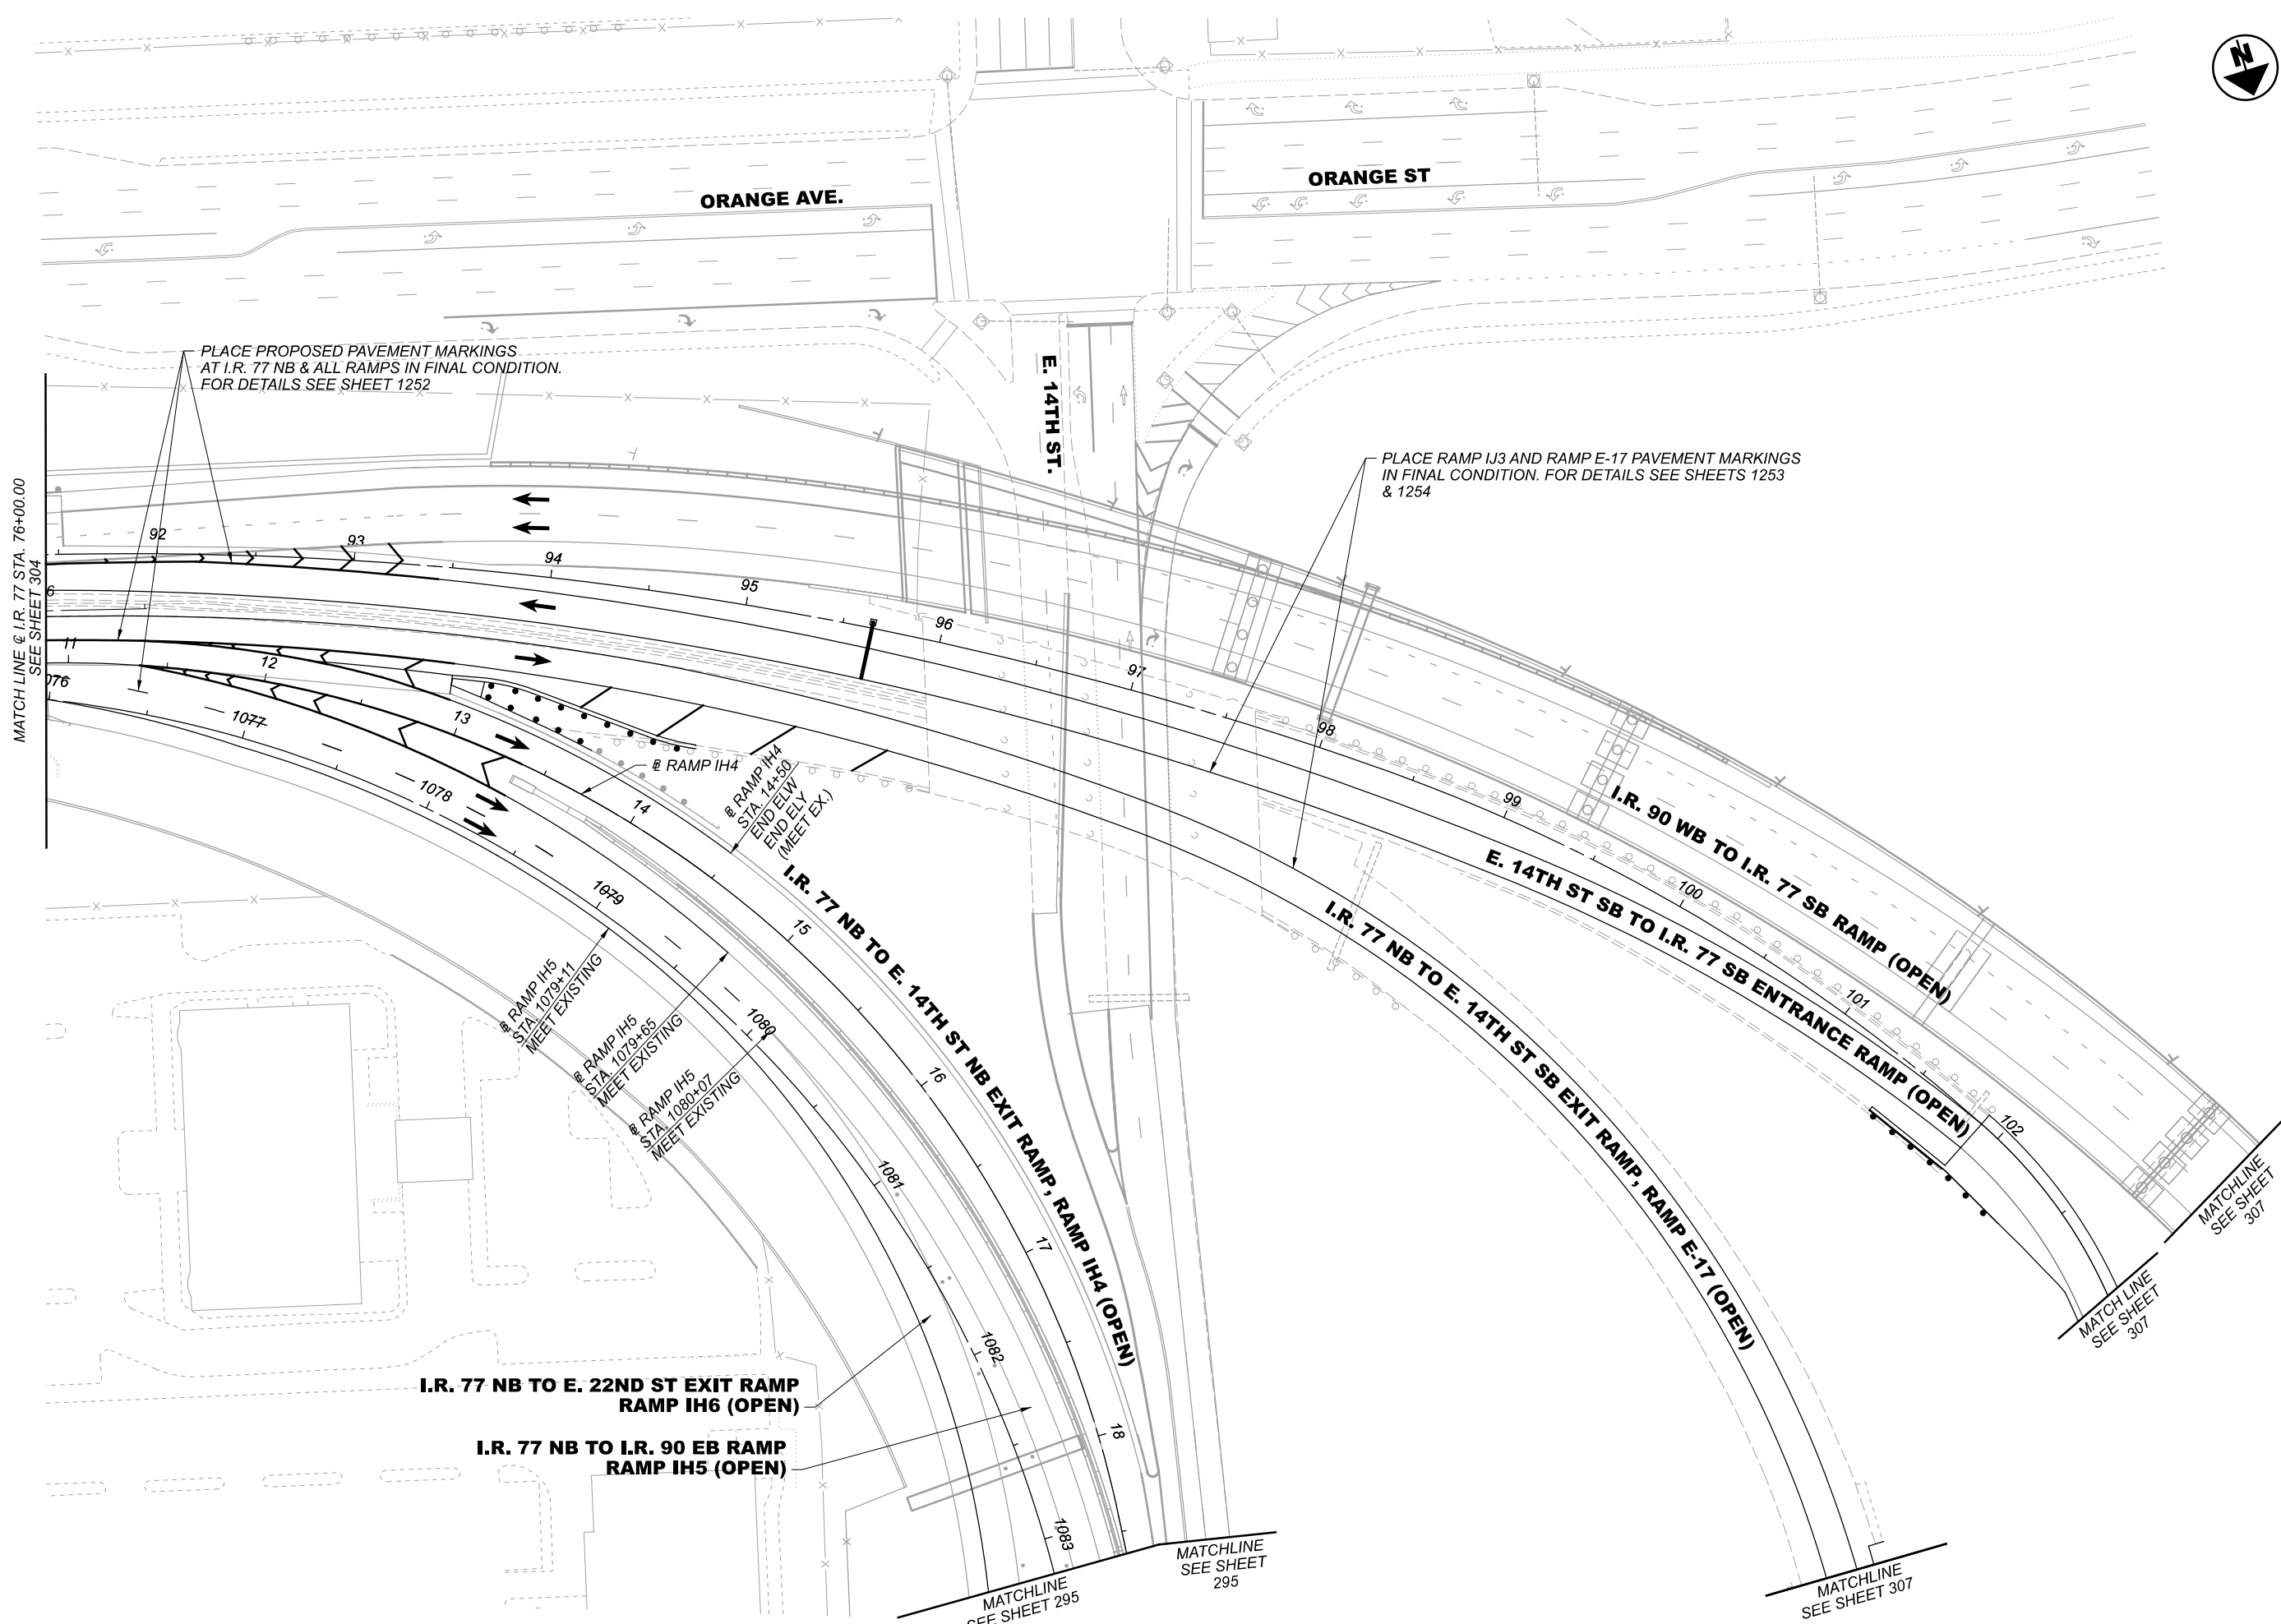 N
ORANGE AVE.
ORANGE ST
PLACE PROPOSED PAVEMENT MARKINGS
AT I.R. 77 NB & ALL RAMPS IN FINAL CONDITION.
FOR DETAILS SEE SHEET 1252
E. 14TH ST.
PLACE RAMP IJ3 AND RAMP E-17 PAVEMENT MARKINGS
IN FINAL CONDITION. FOR DETAILS SEE SHEETS 1253
& 1254
MATCH LINE ℄ I.R. 77 STA. 76+00.00
SEE SHEET 304
92
93
94
95
96
97
98
99
100
101
102
6
11
12
13
14
15
16
17
18
076
1077
1078
1079
1080
1081
1082
1083
RAMP IH4
RAMP IH4
STA. 14+50
END ELW
END ELY
(MEET EX.)
RAMP IH5
STA. 1079+11
MEET EXISTING
RAMP IH5
STA. 1079+65
MEET EXISTING
RAMP IH5
STA. 1080+07
MEET EXISTING
I.R. 90 WB TO I.R. 77 SB RAMP (OPEN)
E. 14TH ST SB TO I.R. 77 SB ENTRANCE RAMP (OPEN)
I.R. 77 NB TO E. 14TH ST SB EXIT RAMP, RAMP E-17 (OPEN)
I.R. 77 NB TO E. 14TH ST NB EXIT RAMP, RAMP IH4 (OPEN)
I.R. 77 NB TO E. 22ND ST EXIT RAMP
RAMP IH6 (OPEN)
I.R. 77 NB TO I.R. 90 EB RAMP
RAMP IH5 (OPEN)
MATCHLINE
SEE SHEET
307
MATCH LINE
SEE SHEET
307
MATCHLINE
SEE SHEET 307
MATCHLINE
SEE SHEET
295
MATCHLINE
SEE SHEET 295